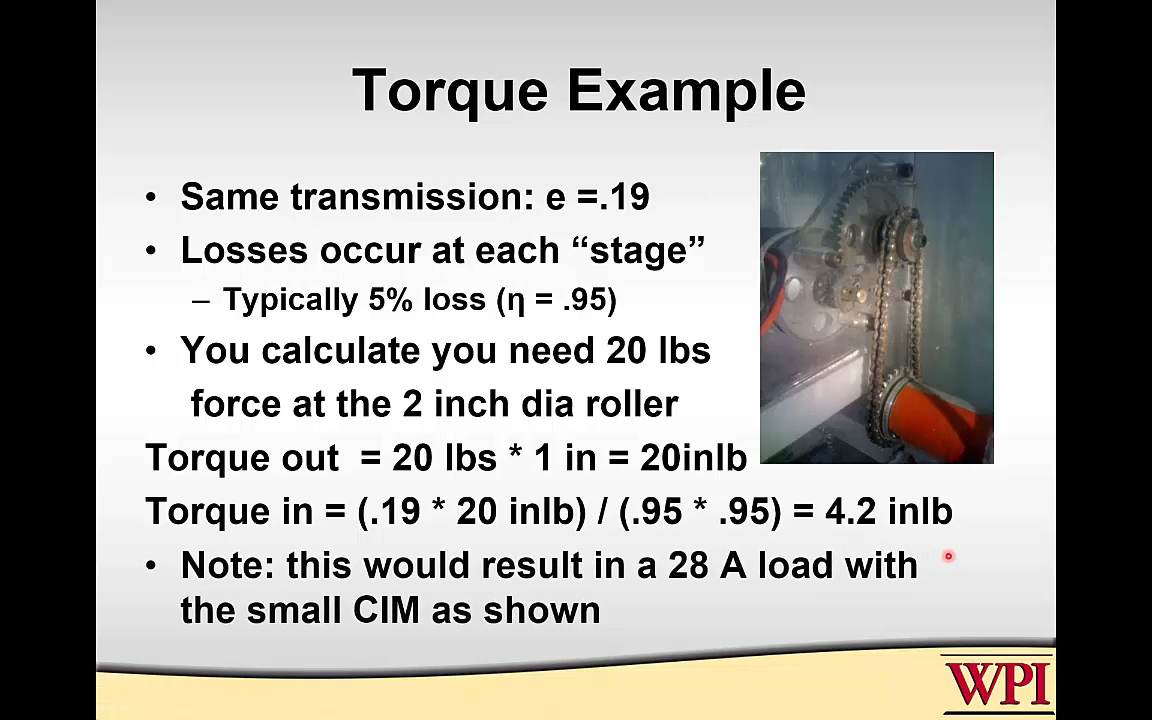 Torque Example
• Same transmission: e =.19
• Losses occur at each “stage”
– Typically 5% loss (η = .95)
• You calculate you need 20 lbs
force at the 2 inch dia roller
Torque out = 20 lbs * 1 in = 20inlb
Torque in = (.19 * 20 inlb) / (.95 * .95) = 4.2 inlb
• Note: this would result in a 28 A load with
the small CIM as shown
WPI